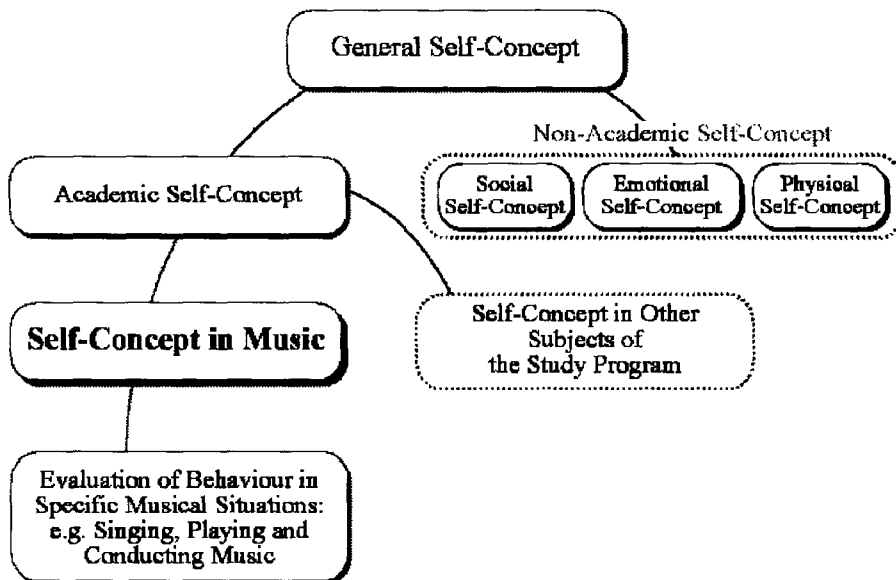 General Self-Concept
Non-Academic Self-Concept
Academic Self-Concept
Social
Self-Concept
Emotional
Self-Concept
Physical
Self-Concept
Self-Concept in Music
Self-Concept in Other
Subjects of
the Study Program
Evaluation of Behaviour in
Specific Musical Situations:
e.g. Singing, Playing and
Conducting Music